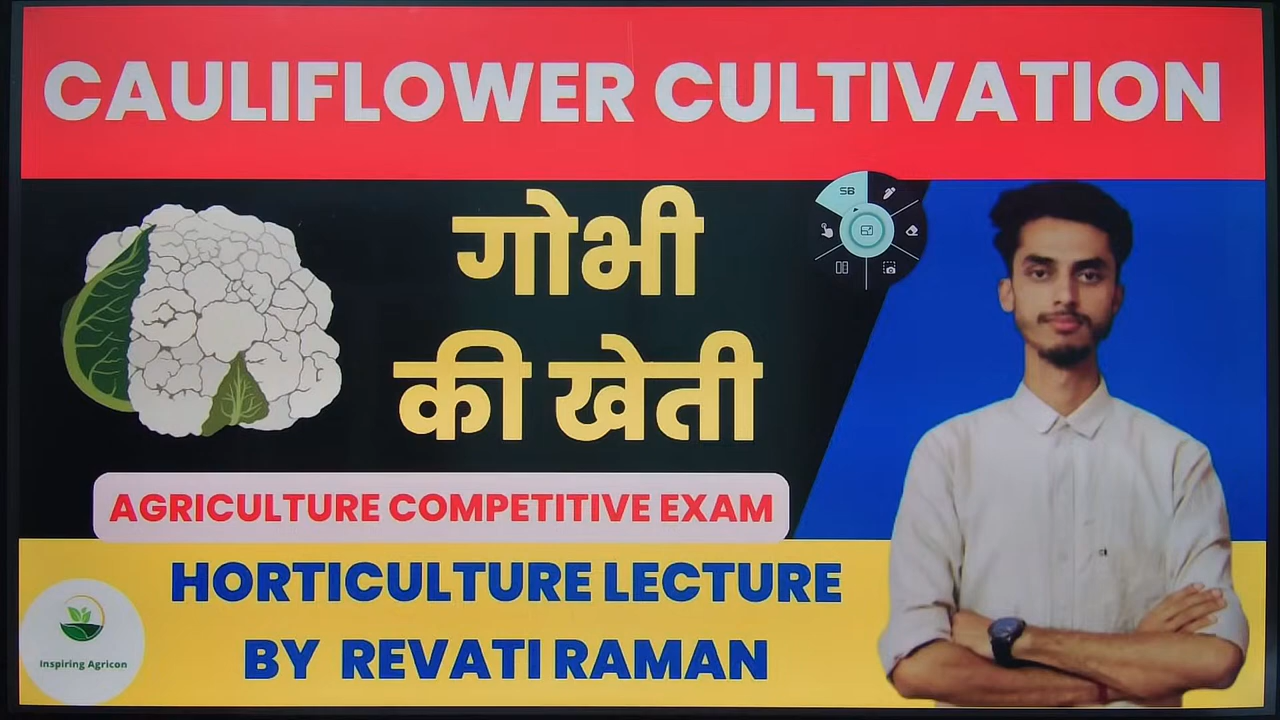 CAULIFLOWER CULTIVATION
SB
गोभी
की खेती
AGRICULTURE COMPETITIVE EXAM
HORTICULTURE LECTURE
BY REVATI RAMAN
Inspiring Agricon